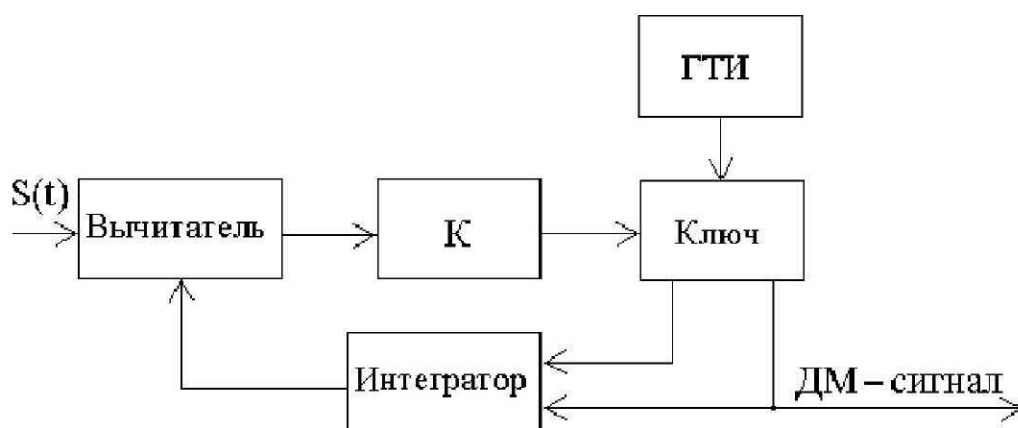 ГТИ
S(t)
Вычитатель
К
Ключ
Интегратор
ДМ – сигнал